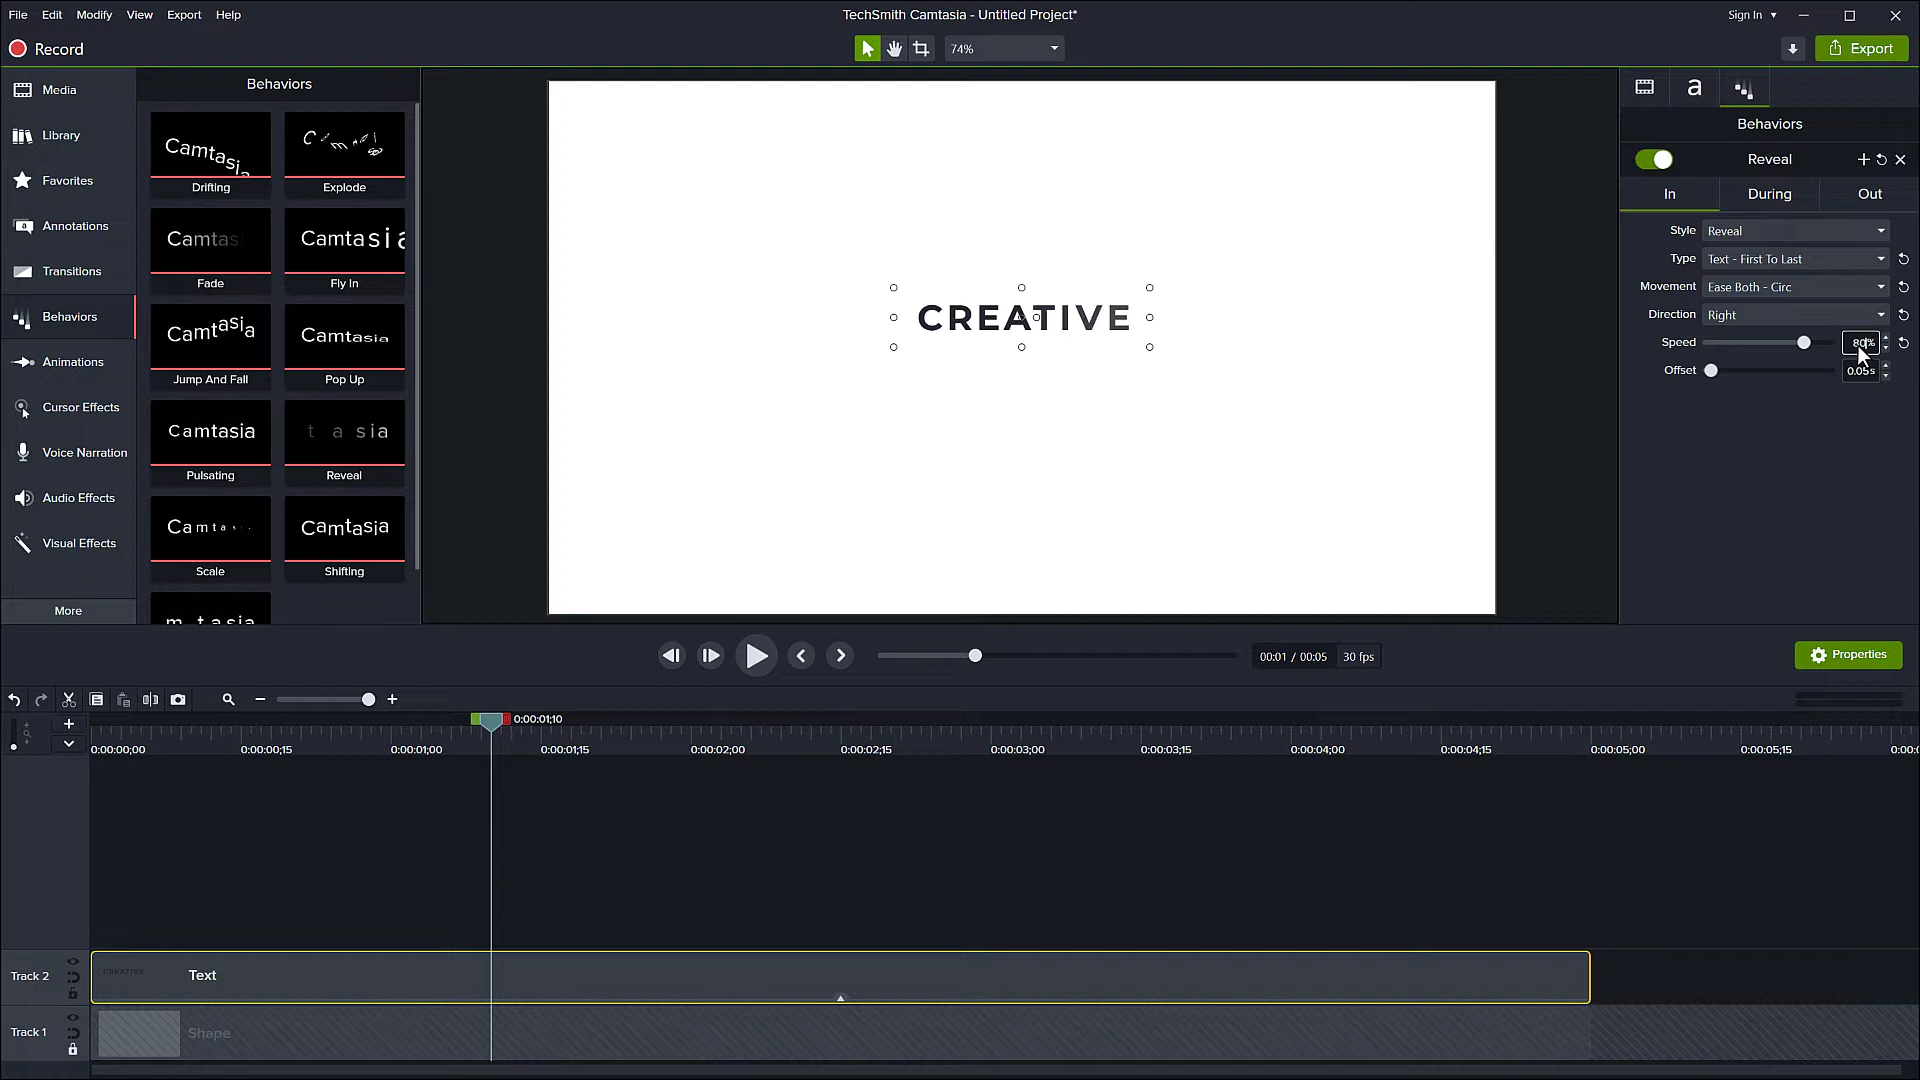 File Edit Modify View Export Help
TechSmith Camtasia - Untitled Project*
Sign In
Record
74%
Export
Media
Library
Favorites
Annotations
Transitions
Behaviors
Animations
Cursor Effects
Voice Narration
Audio Effects
Visual Effects
More
Behaviors
Camtasia
Drifting
Explode
Camtasi
Fade
Camtasia
Fly In
Camtasia
Jump And Fall
Camtasia
Pop Up
Camtasia
Pulsating
t a sia
Reveal
Camta
Scale
Camtasia
Shifting
m t a sia
CREATIVE
a
Behaviors
Reveal
In During Out
Style Reveal
Type Text - First To Last
Movement Ease Both - Circ
Direction Right
Speed 80%
Offset 0.05s
00:01 / 00:05 30 fps
Properties
0:00:01;10
0:00:00;00 0:00:00;15 0:00:01;00 0:00:01;15 0:00:02;00 0:00:02;15 0:00:03;00 0:00:03;15 0:00:04;00 0:00:04;15 0:00:05;00 0:00:05;15
Track 2
CREATIVE
Text
Track 1
Shape